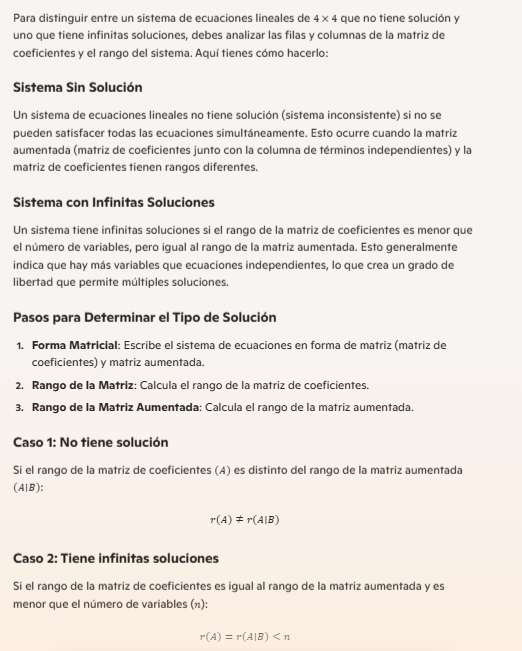 Para distinguir entre un sistema de ecuaciones lineales de 4 × 4 que no tiene solución y
uno que tiene infinitas soluciones, debes analizar las filas y columnas de la matriz de
coeficientes y el rango del sistema. Aquí tienes cómo hacerlo:
Sistema Sin Solución
Un sistema de ecuaciones lineales no tiene solución (sistema inconsistente) si no se
pueden satisfacer todas las ecuaciones simultáneamente. Esto ocurre cuando la matriz
aumentada (matriz de coeficientes junto con la columna de términos independientes) y la
matriz de coeficientes tienen rangos diferentes.
Sistema con Infinitas Soluciones
Un sistema tiene infinitas soluciones si el rango de la matriz de coeficientes es menor que
el número de variables, pero igual al rango de la matriz aumentada. Esto generalmente
indica que hay más variables que ecuaciones independientes, lo que crea un grado de
libertad que permite múltiples soluciones.
Pasos para Determinar el Tipo de Solución
1. Forma Matricial: Escribe el sistema de ecuaciones en forma de matriz (matriz de
coeficientes) y matriz aumentada.
2. Rango de la Matriz: Calcula el rango de la matriz de coeficientes.
3. Rango de la Matriz Aumentada: Calcula el rango de la matriz aumentada.
Caso 1: No tiene solución
Si el rango de la matriz de coeficientes (A) es distinto del rango de la matriz aumentada
(A|B):
r(A) ≠ r(A|B)
Caso 2: Tiene infinitas soluciones
Si el rango de la matriz de coeficientes es igual al rango de la matriz aumentada y es
menor que el número de variables (n):
r(A) = r(A|B) < n